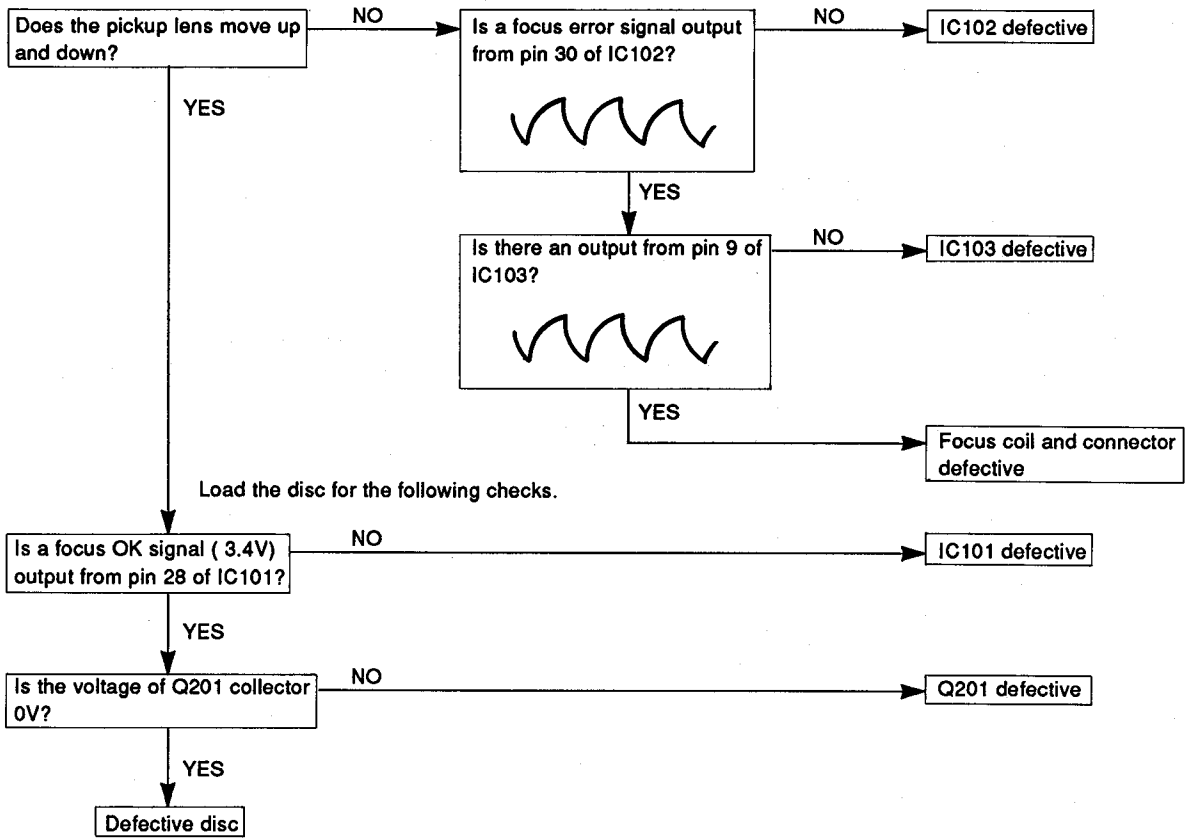 Does the pickup lens move up
and down?
NO
Is a focus error signal output
from pin 30 of IC102?
NO
IC102 defective
YES
YES
Is there an output from pin 9 of
IC103?
NO
IC103 defective
YES
Focus coil and connector
defective
Load the disc for the following checks.
Is a focus OK signal ( 3.4V)
output from pin 28 of IC101?
NO
IC101 defective
YES
Is the voltage of Q201 collector
0V?
NO
Q201 defective
YES
Defective disc